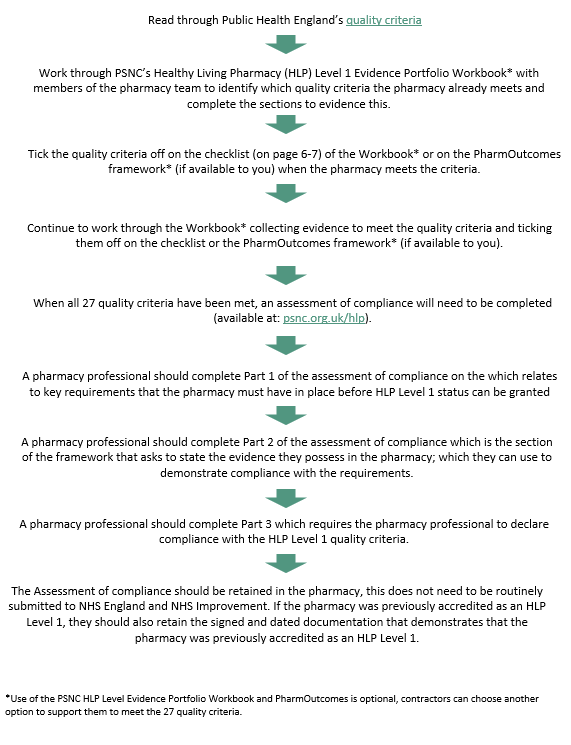 Read through Public Health England's quality criteria
Work through PSNC's Healthy Living Pharmacy (HLP) Level 1 Evidence Portfolio Workbook* with
members of the pharmacy team to identify which quality criteria the pharmacy already meets and
complete the sections to evidence this.
Tick the quality criteria off on the checklist (on page 6-7) of the Workbook* or on the PharmOutcomes
framework* (if available to you) when the pharmacy meets the criteria.
Continue to work through the Workbook* collecting evidence to meet the quality criteria and ticking
them off on the checklist or the PharmOutcomes framework* (if available to you).
When all 27 quality criteria have been met, an assessment of compliance will need to be completed
(available at: psnc.org.uk/hlp).
A pharmacy professional should complete Part 1 of the assessment of compliance on the which relates
to key requirements that the pharmacy must have in place before HLP Level 1 status can be granted
A pharmacy professional should complete Part 2 of the assessment of compliance which is the section
of the framework that asks to state the evidence they possess in the pharmacy; which they can use to
demonstrate compliance with the requirements.
A pharmacy professional should complete Part 3 which requires the pharmacy professional to declare
compliance with the HLP Level 1 quality criteria.
The Assessment of compliance should be retained in the pharmacy, this does not need to be routinely
submitted to NHS England and NHS Improvement. If the pharmacy was previously accredited as an HLP
Level 1, they should also retain the signed and dated documentation that demonstrates that the
pharmacy was previously accredited as an HLP Level 1.
*Use of the PSNC HLP Level Evidence Portfolio Workbook and PharmOutcomes is optional, contractors can choose another
option to support them to meet the 27 quality criteria.